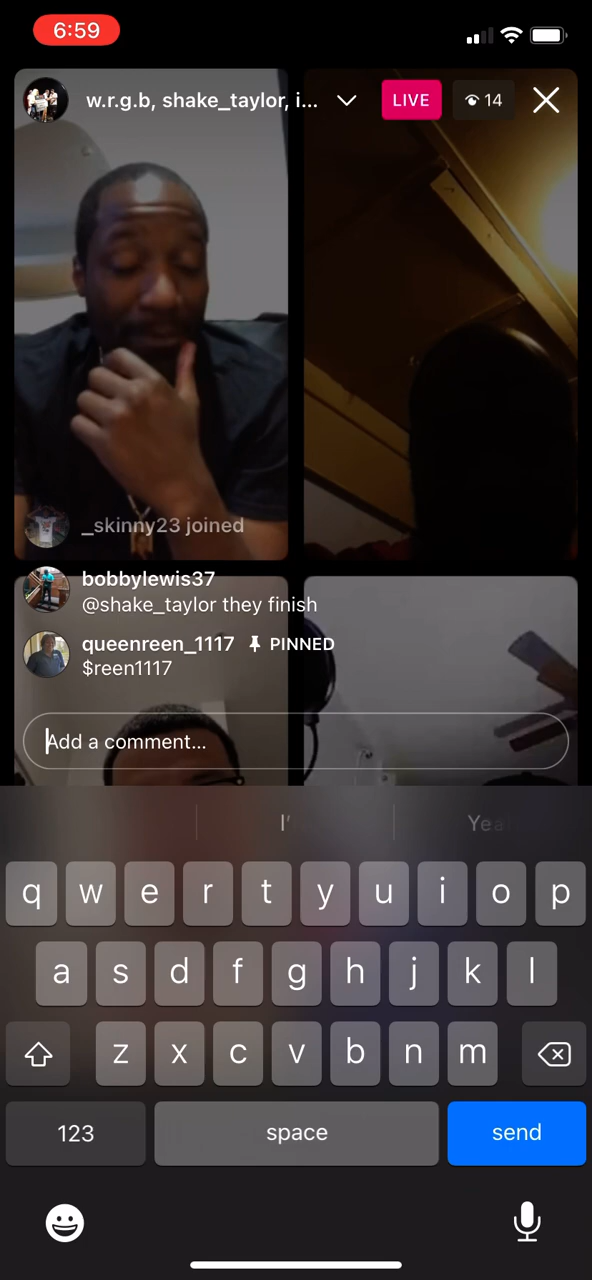 6:59
w.r.g.b, shake_taylor, i...
LIVE
14
_skinny23 joined
bobbylewis37
@shake_taylor they finish
queenreen_1117 PINNED
$reen1117
Add a comment...
I’ Yea
q w e r t y u i o p
a s d f g h j k l
z x c v b n m
123 space send